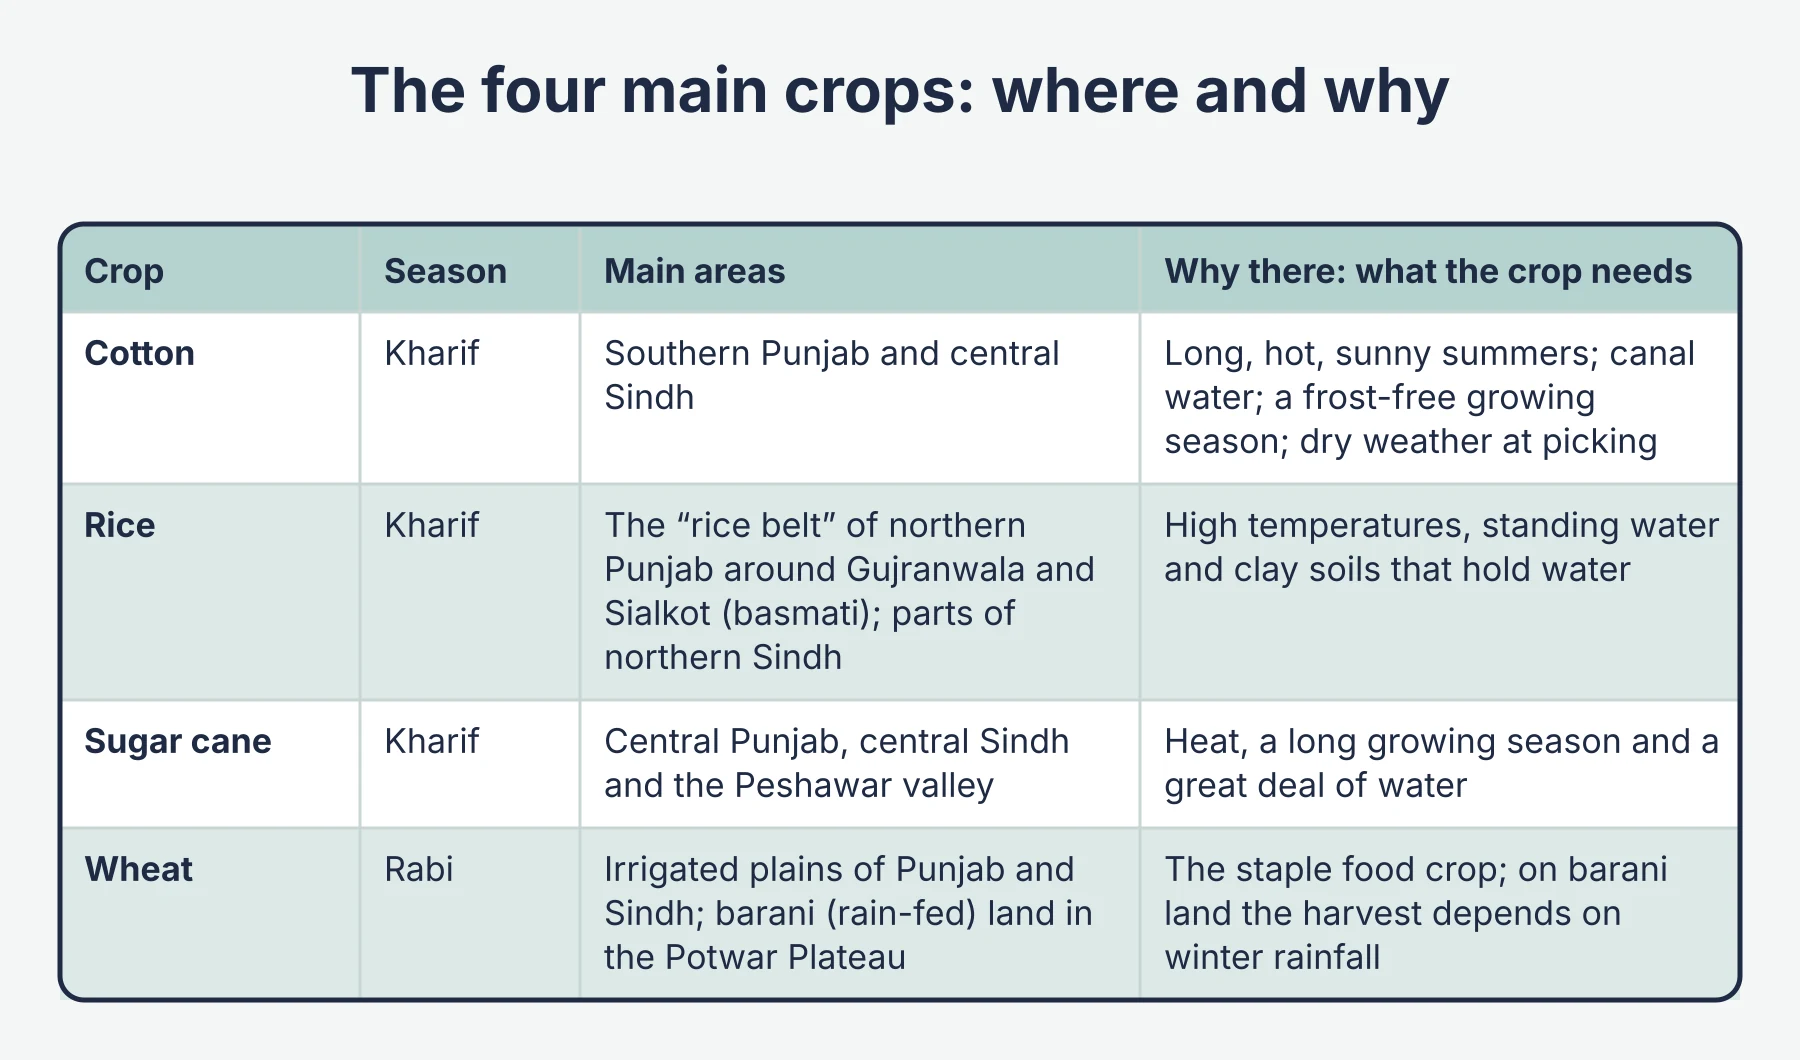 The four main crops: where and why
Crop
Season
Main areas
Why there: what the crop needs
Cotton
Kharif
Southern Punjab and central
Sindh
Long, hot, sunny summers; canal
water; a frost-free growing
season; dry weather at picking
Rice
Kharif
The “rice belt” of northern
Punjab around Gujranwala and
Sialkot (basmati); parts of
northern Sindh
High temperatures, standing water
and clay soils that hold water
Sugar cane
Kharif
Central Punjab, central Sindh
and the Peshawar valley
Heat, a long growing season and a
great deal of water
Wheat
Rabi
Irrigated plains of Punjab and
Sindh; barani (rain-fed) land in
the Potwar Plateau
The staple food crop; on barani
land the harvest depends on
winter rainfall